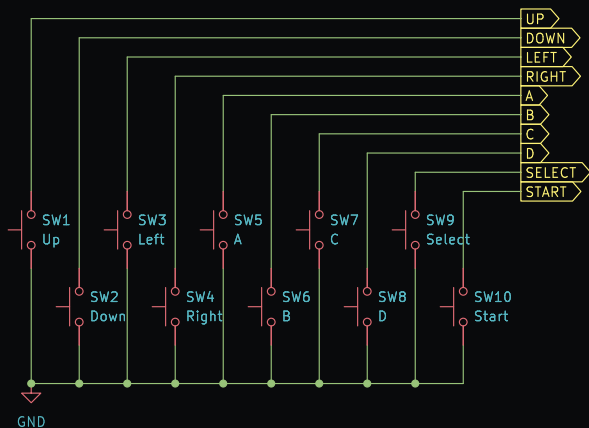 UP
DOWN
LEFT
RIGHT
A
B
C
D
SELECT
START
SW1
Up
SW3
Left
SW5
A
SW7
C
SW9
Select
SW2
Down
SW4
Right
SW6
B
SW8
D
SW10
Start
GND